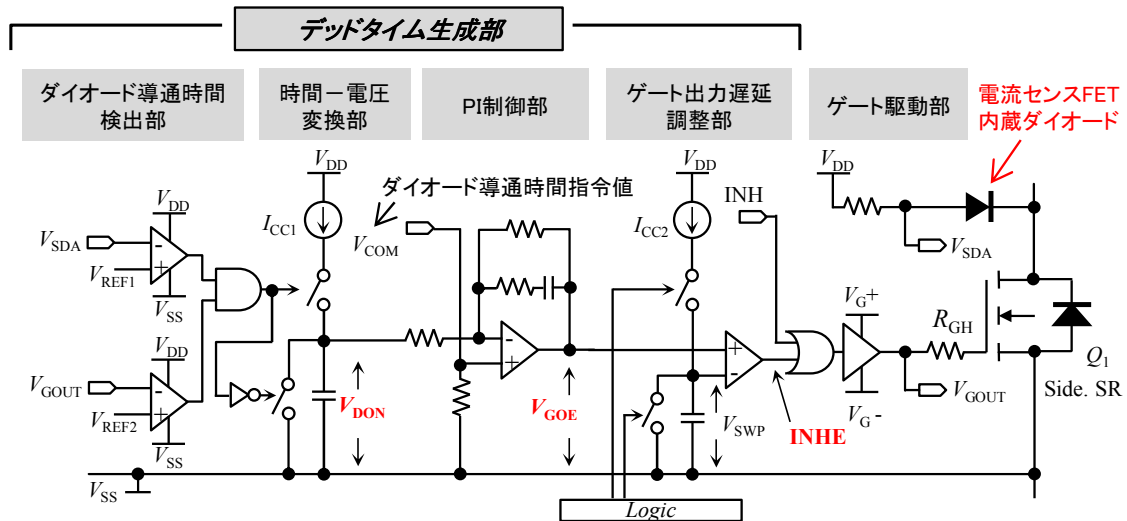 デッドタイム生成部
ダイオード導通時間
検出部
時間－電圧
変換部
PI制御部
ゲート出力遅延
調整部
ゲート駆動部
電流センスFET
内蔵ダイオード
VDD
ダイオード導通時間指令値
VDD
INH
VDD
VDD
ICC1
VCOM
ICC2
VSDA
-
+
VREF1
VSS
VSDA
VG+
RGH
Q1
Side. SR
-
+
+
-
VDD
VGOUT
-
+
VREF2
VSS
VDON
VGOE
VSWP
INHE
VG-
VGOUT
VSS
Logic